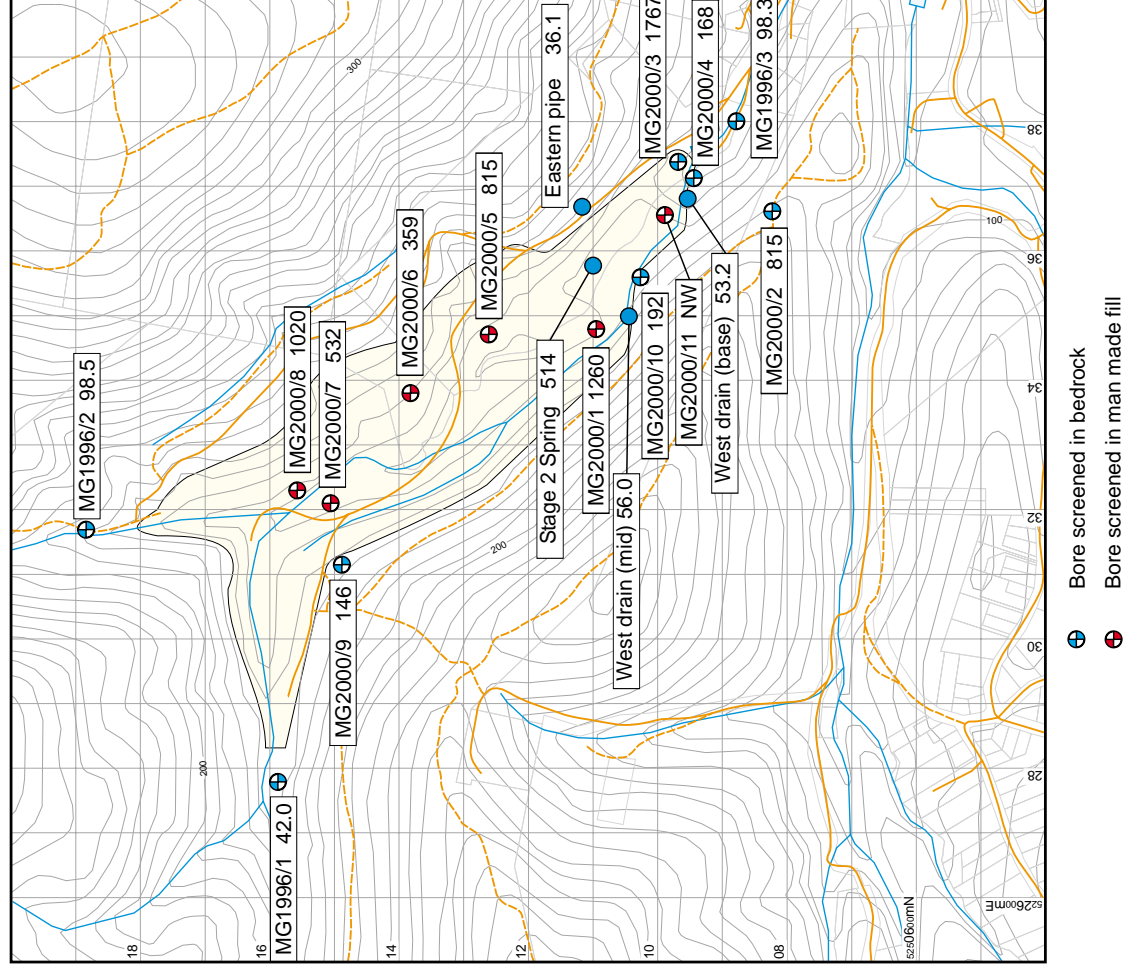 300
Eastern pipe 36.1
MG2000/3 1767
MG2000/4 168
MG1996/3 98.3
MG2000/5 815
MG2000/6 359
MG2000/8 1020
MG2000/7 532
MG1996/2 98.5
38
100
36
34
32
30
28
Stage 2 Spring 514
MG2000/1 1260
MG2000/10 192
MG2000/11 NW
West drain (base) 53.2
MG2000/2 815
West drain (mid) 56.0
200
MG2000/9 146
200
MG1996/1 42.0
18
16
14
12
10
08
5250600mN
522600mE
Bore screened in bedrock
Bore screened in man made fill